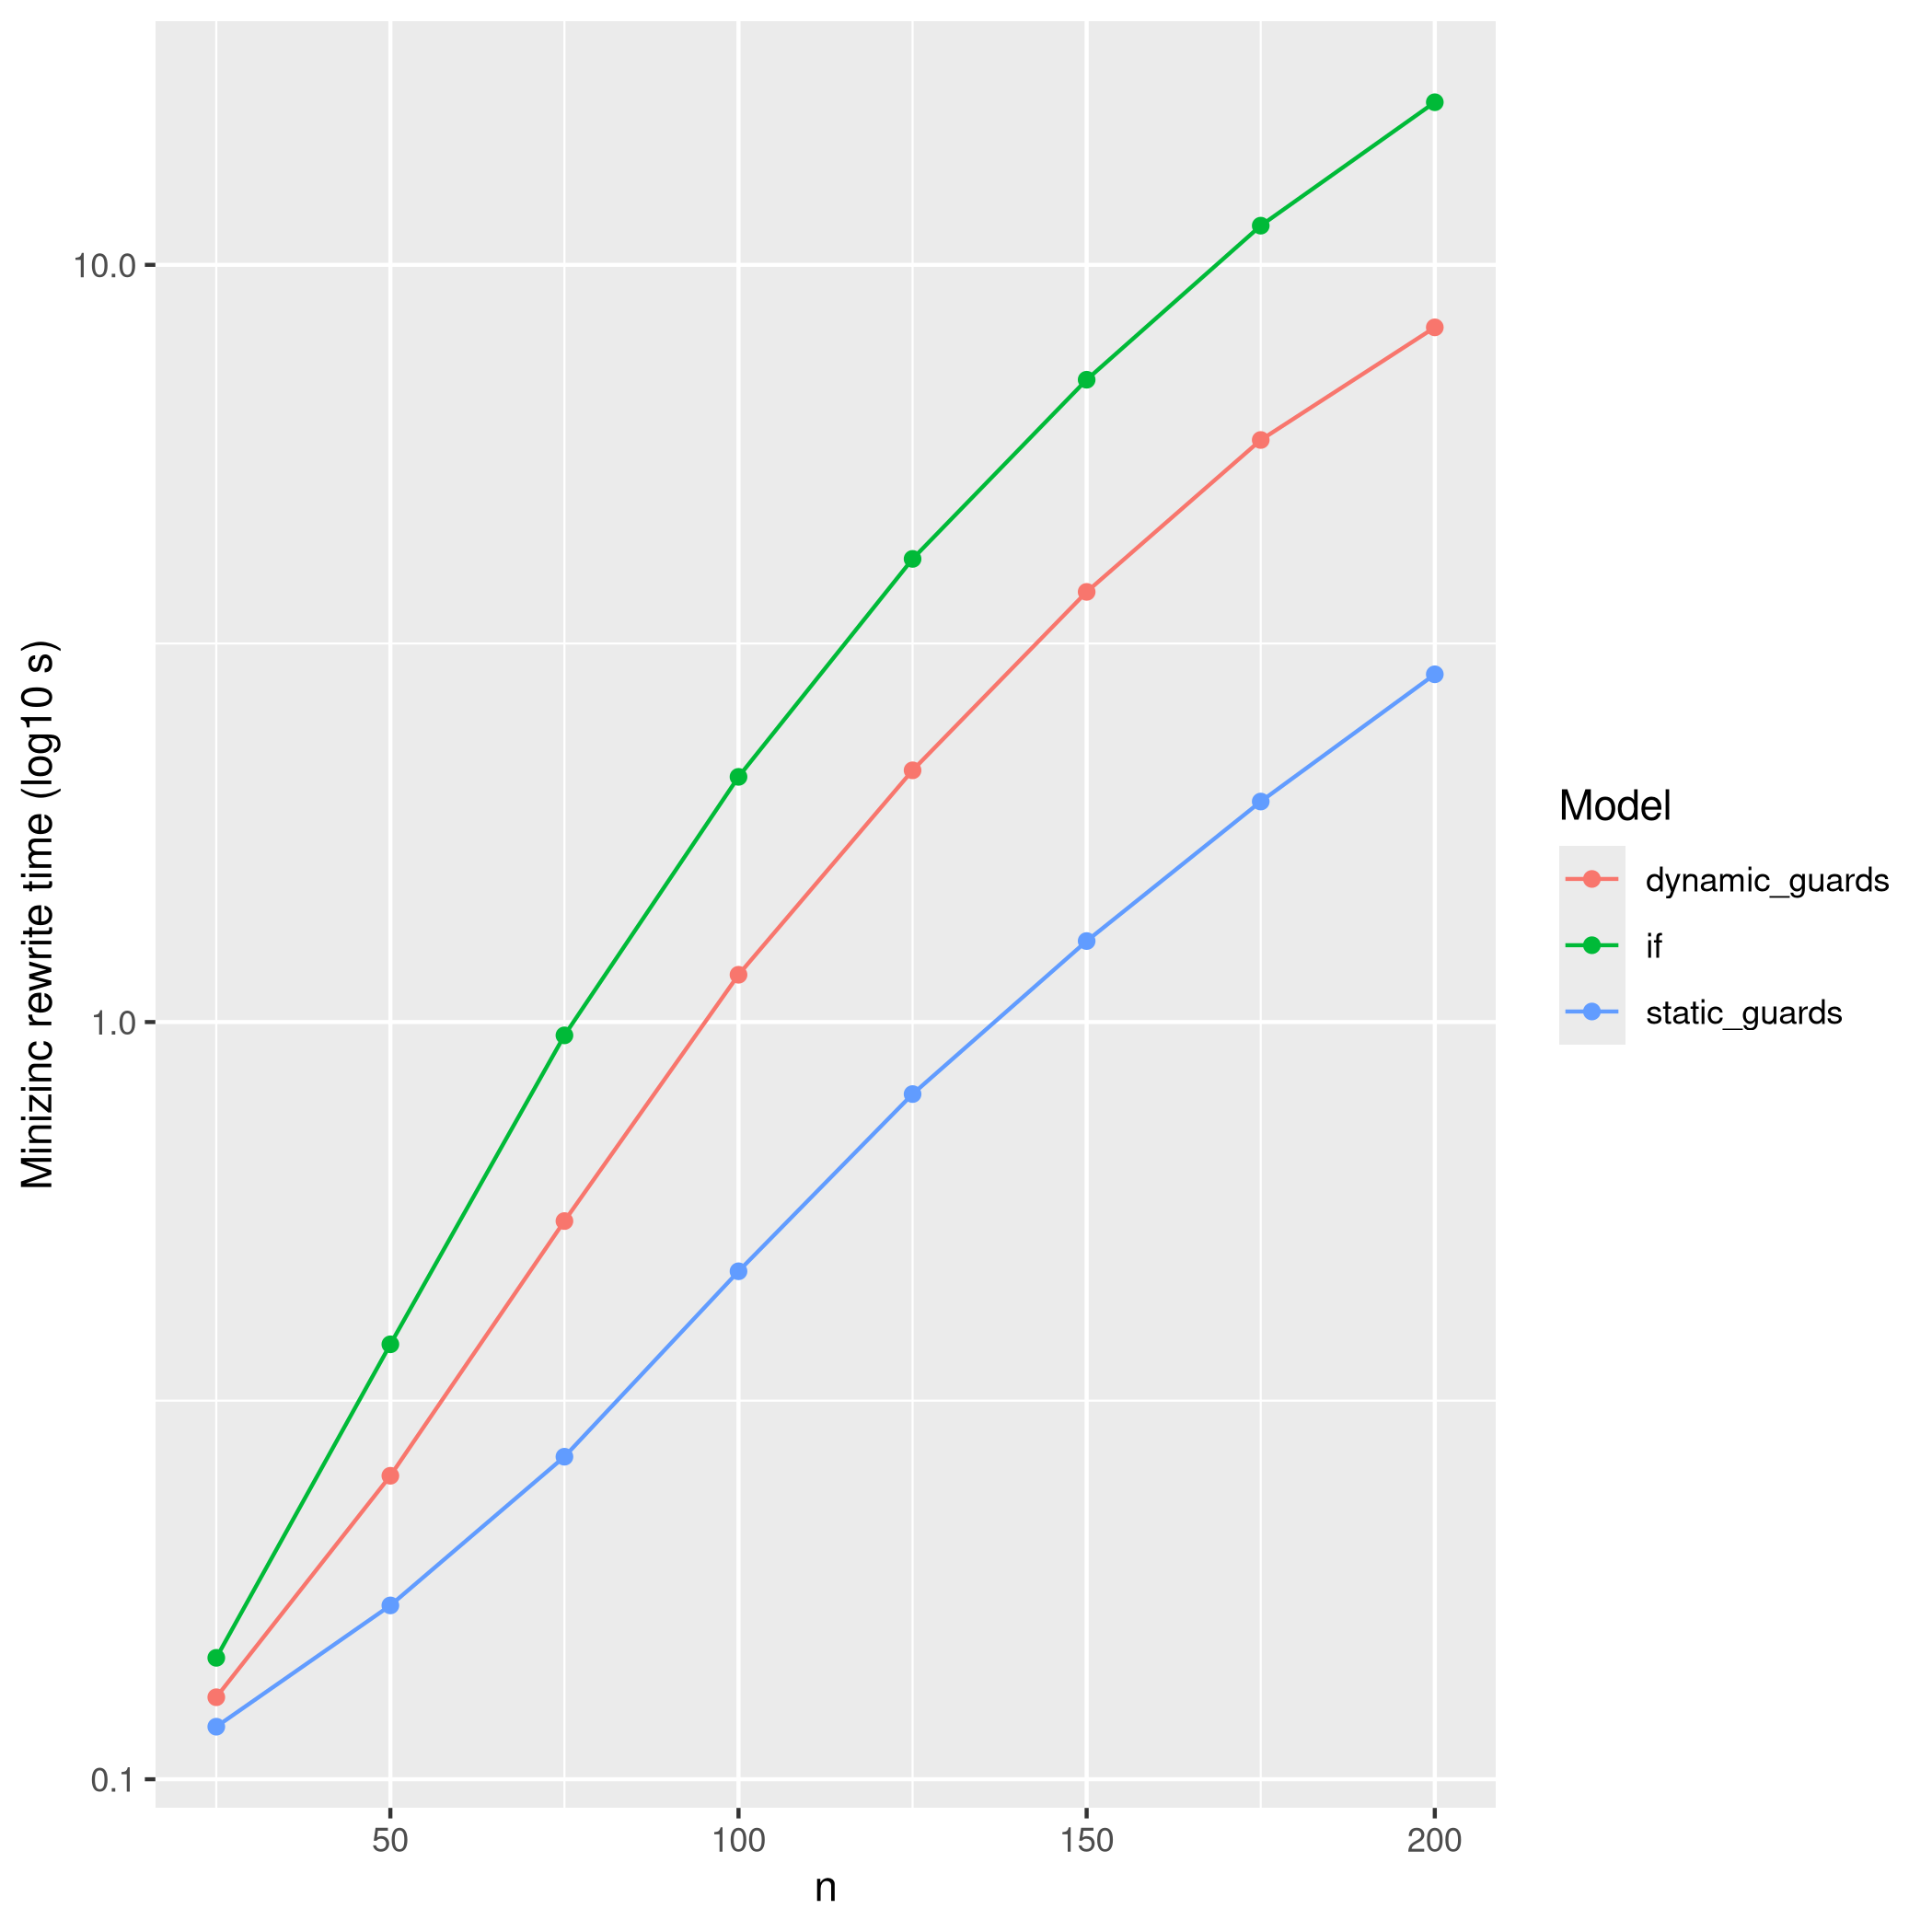 Minizinc rewrite time (log10 s)
10.0
1.0
0.1
50
100
150
200
n
Model
dynamic_guards
if
static_guards